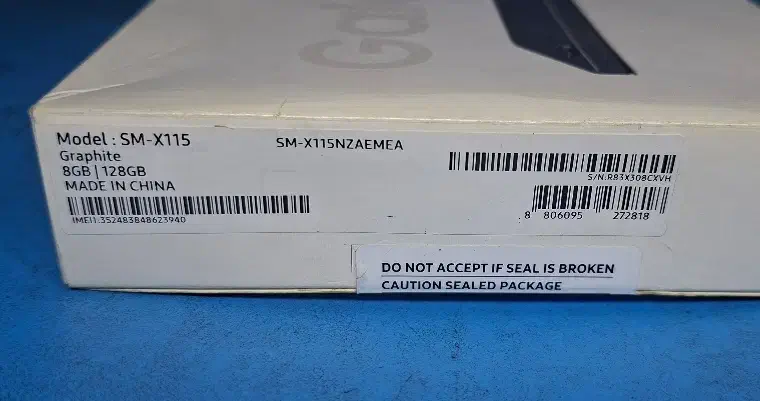 Gal
Model : SM-X115
SM-X115NZAEMEA
Graphite
8GB | 128GB
MADE IN CHINA
S/N:R83X308CXVH
IMEI1:352483848623940
8 806095 272818
DO NOT ACCEPT IF SEAL IS BROKEN
CAUTION SEALED PACKAGE